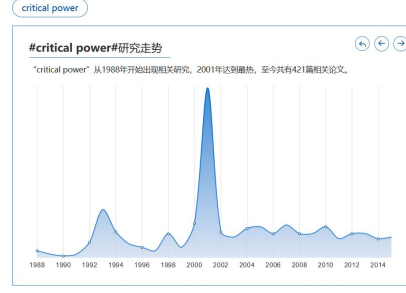 critical power
#critical power#研究走势
“critical power”从1988年开始出现相关研究，2001年达到最热，至今共有421篇相关论文。
1988 1990 1992 1994 1996 1998 2000 2002 2004 2006 2008 2010 2012 2014